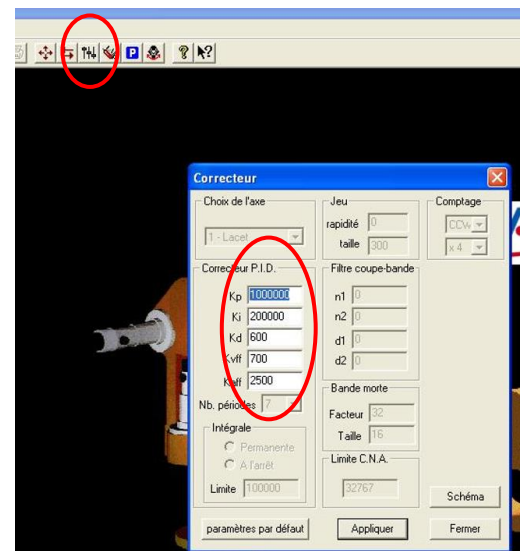 Correcteur
Choix de l'axe
1 - Lacet
Jeu
rapidité 0
taille 300
Comptage
CCW
x 4
Correcteur P.I.D.
Kp 1000000
Ki 200000
Kd 600
Kvff 700
Kaff 2500
Nb. périodes 7
Intégrale
Permanente
A l'arrêt
Limite 100000
Filtre coupe-bande
n1 0
n2 0
d1 0
d2 0
Bande morte
Facteur 32
Taille 16
Limite C.N.A.
32767
Schéma
paramètres par défaut
Appliquer
Fermer